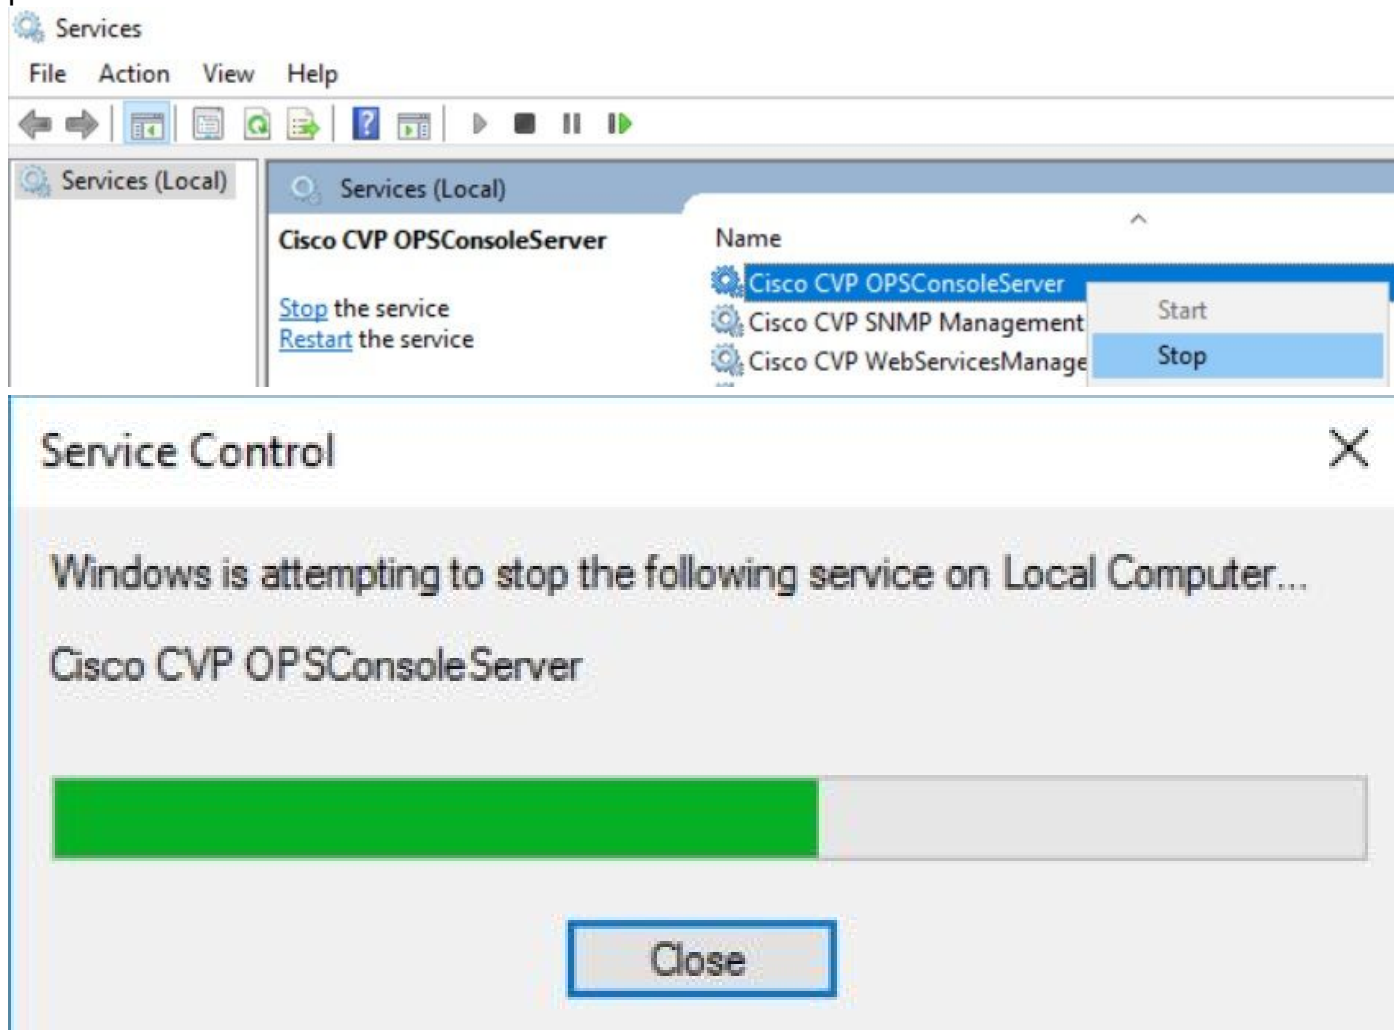 Services
File Action View Help
Services (Local)
Services (Local)
Cisco CVP OPSConsoleServer
Stop the service
Restart the service
Name
Cisco CVP OPSConsoleServer
Cisco CVP SNMP Management
Cisco CVP WebServicesManage
Start
Stop
Service Control
Windows is attempting to stop the following service on Local Computer...
Cisco CVP OPSConsoleServer
Close